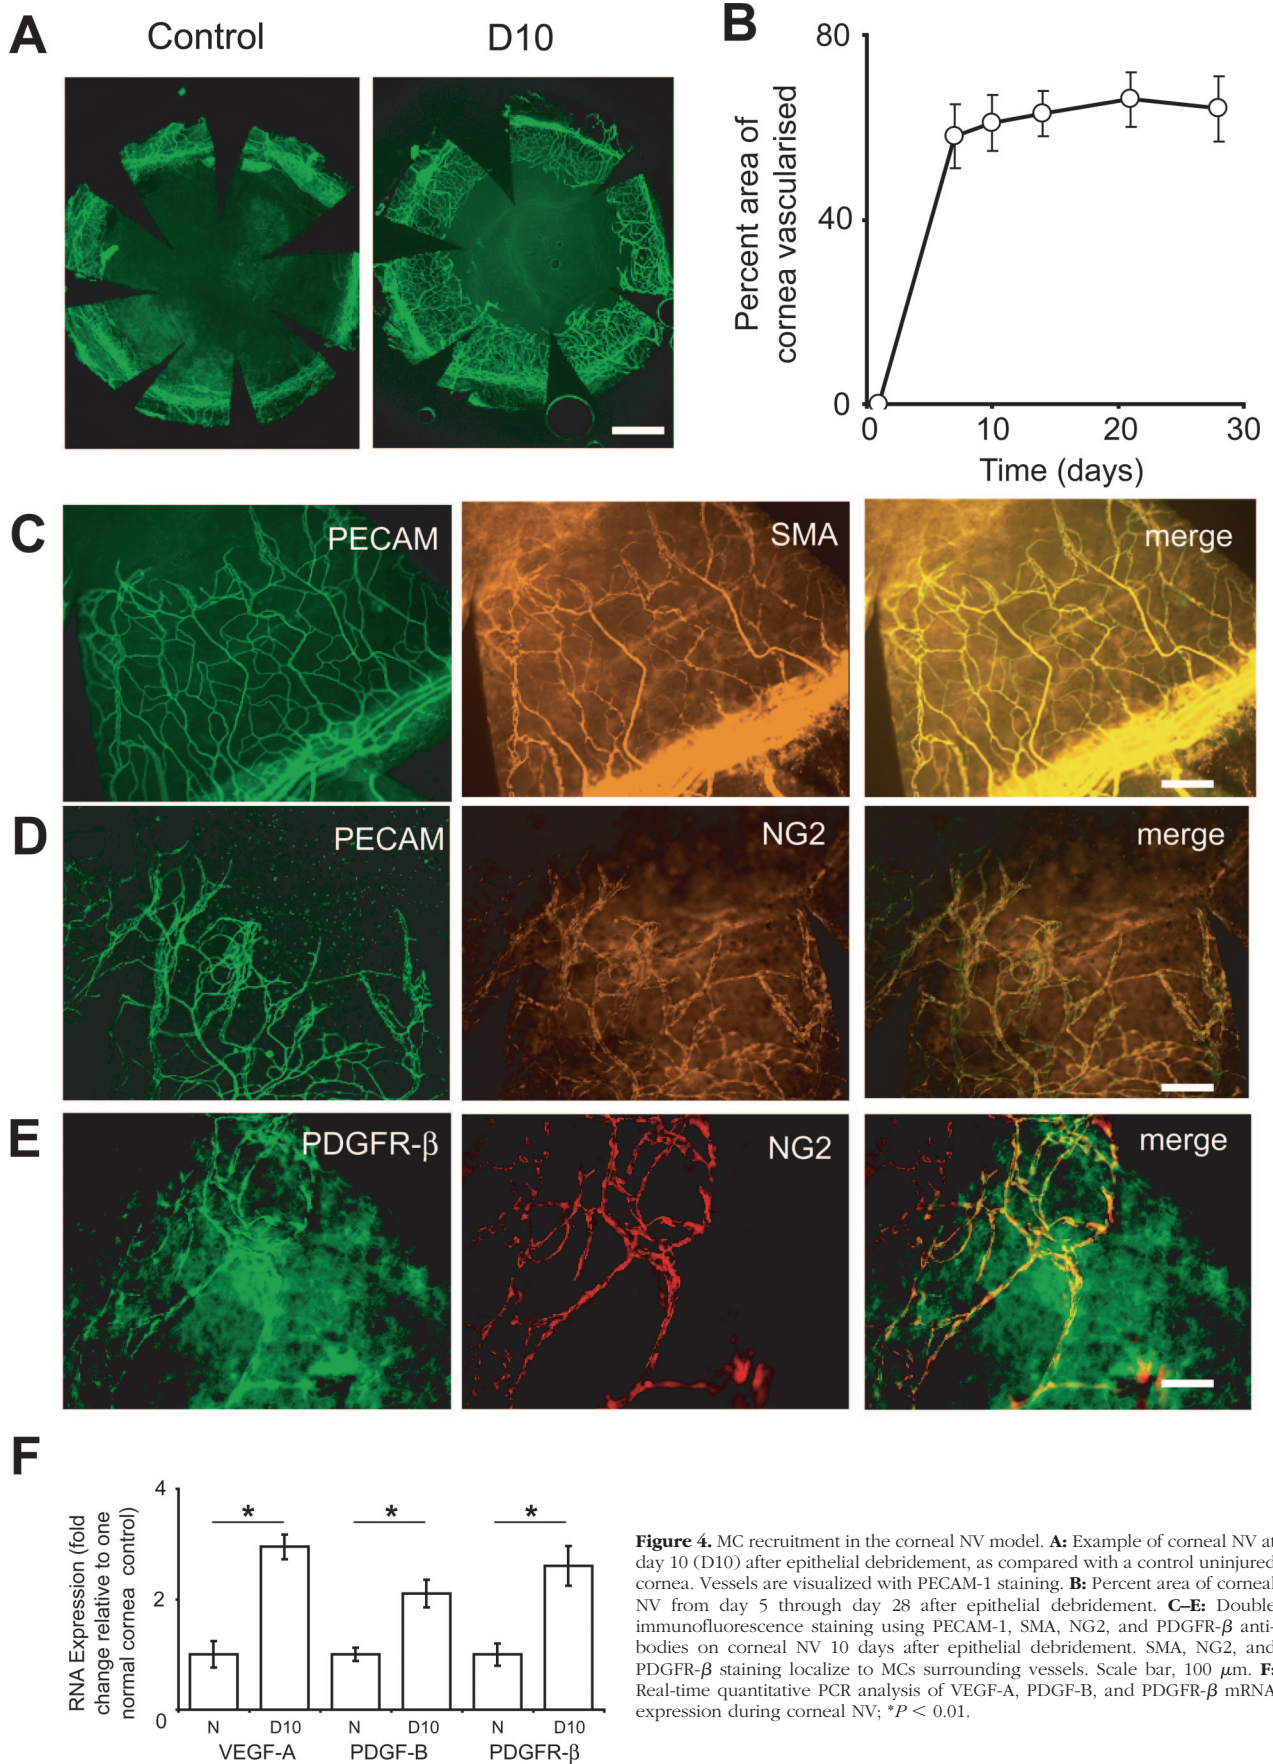 A
Control
D10
B
80
40
0
0
10
20
30
Percent area of
cornea vascularised
Time (days)
C
PECAM
SMA
merge
D
PECAM
NG2
merge
E
PDGFR-β
NG2
merge
F
RNA Expression (fold
change relative to one
normal cornea control)
4
2
0
*
*
*
N
D10
N
D10
N
D10
VEGF-A
PDGF-B
PDGFR-β
Figure 4. MC recruitment in the corneal NV model. A: Example of corneal NV at
day 10 (D10) after epithelial debridement, as compared with a control uninjured
cornea. Vessels are visualized with PECAM-1 staining. B: Percent area of corneal
NV from day 5 through day 28 after epithelial debridement. C–E: Double
immunofluorescence staining using PECAM-1, SMA, NG2, and PDGFR-β anti-
bodies on corneal NV 10 days after epithelial debridement. SMA, NG2, and
PDGFR-β staining localize to MCs surrounding vessels. Scale bar, 100 μm. F:
Real-time quantitative PCR analysis of VEGF-A, PDGF-B, and PDGFR-β mRNA
expression during corneal NV; *P < 0.01.